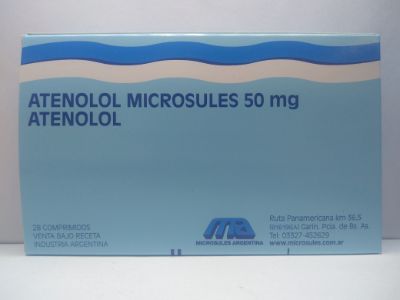 ATENOLOL MICROSULES 50 mg
ATENOLOL
28 COMPRIMIDOS
VENTA BAJO RECETA
INDUSTRIA ARGENTINA
MICROSULES ARGENTINA
Ruta Panamericana km 36,5
Garín, Pcia. de Bs. As.
Tel: 03327-452629
www.microsules.com.ar